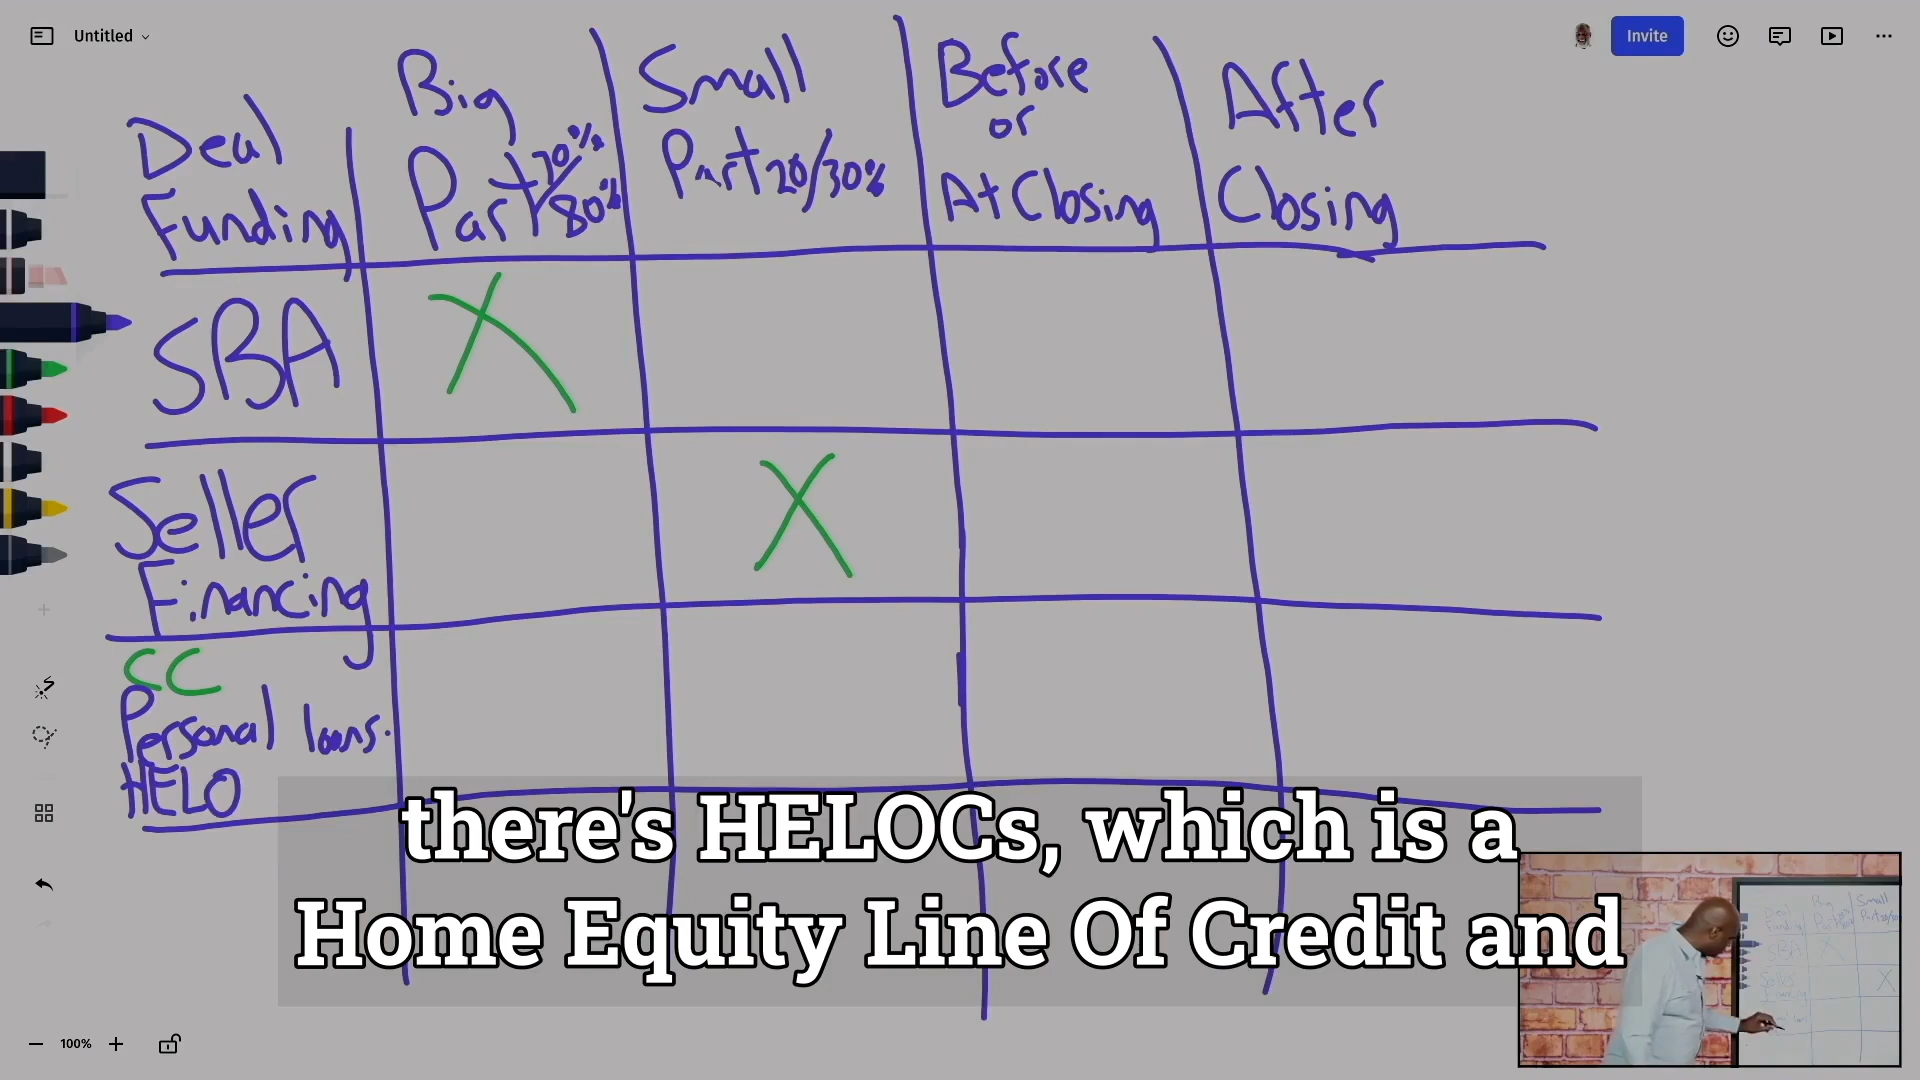 Untitled
Invite
Deal
Funding
Big
Part 70%/80%
Small
Part 20/30%
Before
or
At Closing
After
Closing
SBA
X
Seller
Financing
X
CC
Personal loans.
HELO
there's HELOCs, which is a
Home Equity Line Of Credit and
100%